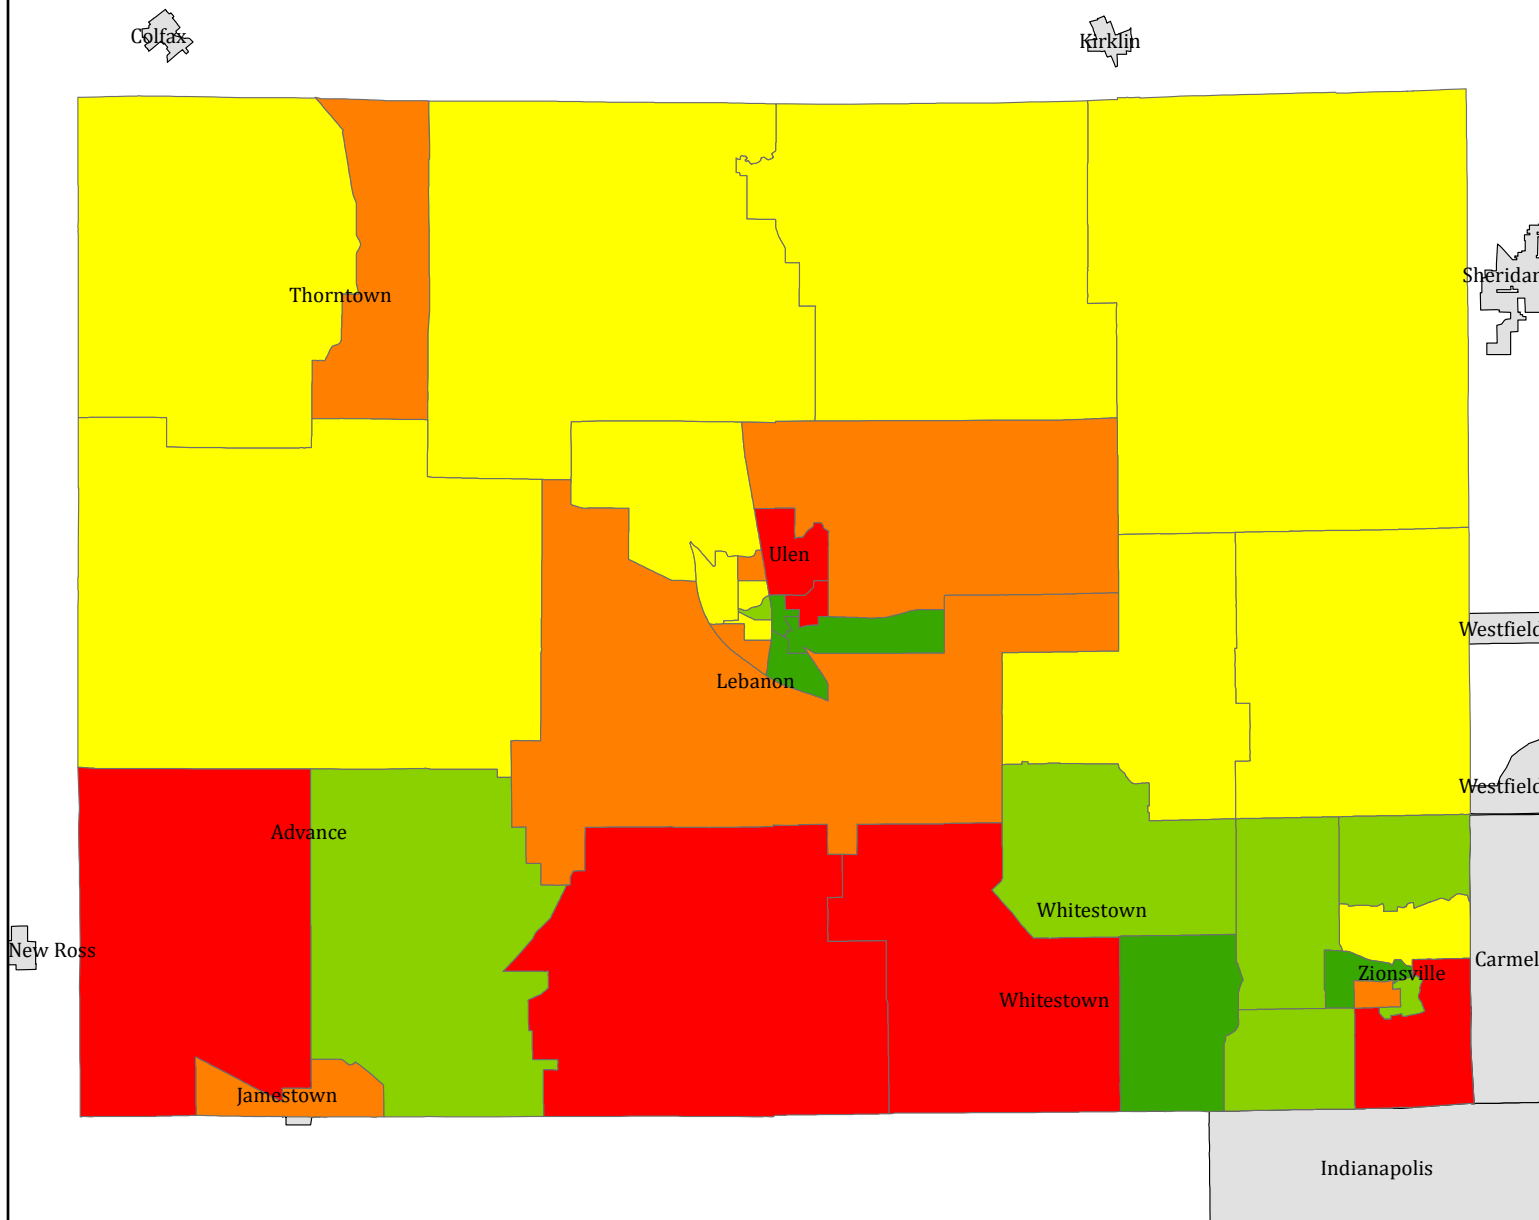 Colfax
Kirklin
Sheridan
Thorntown
Ulen
Westfield
Lebanon
Westfield
Advance
Whitestown
New Ross
Carmel
Zionsville
Whitestown
Jamestown
Indianapolis